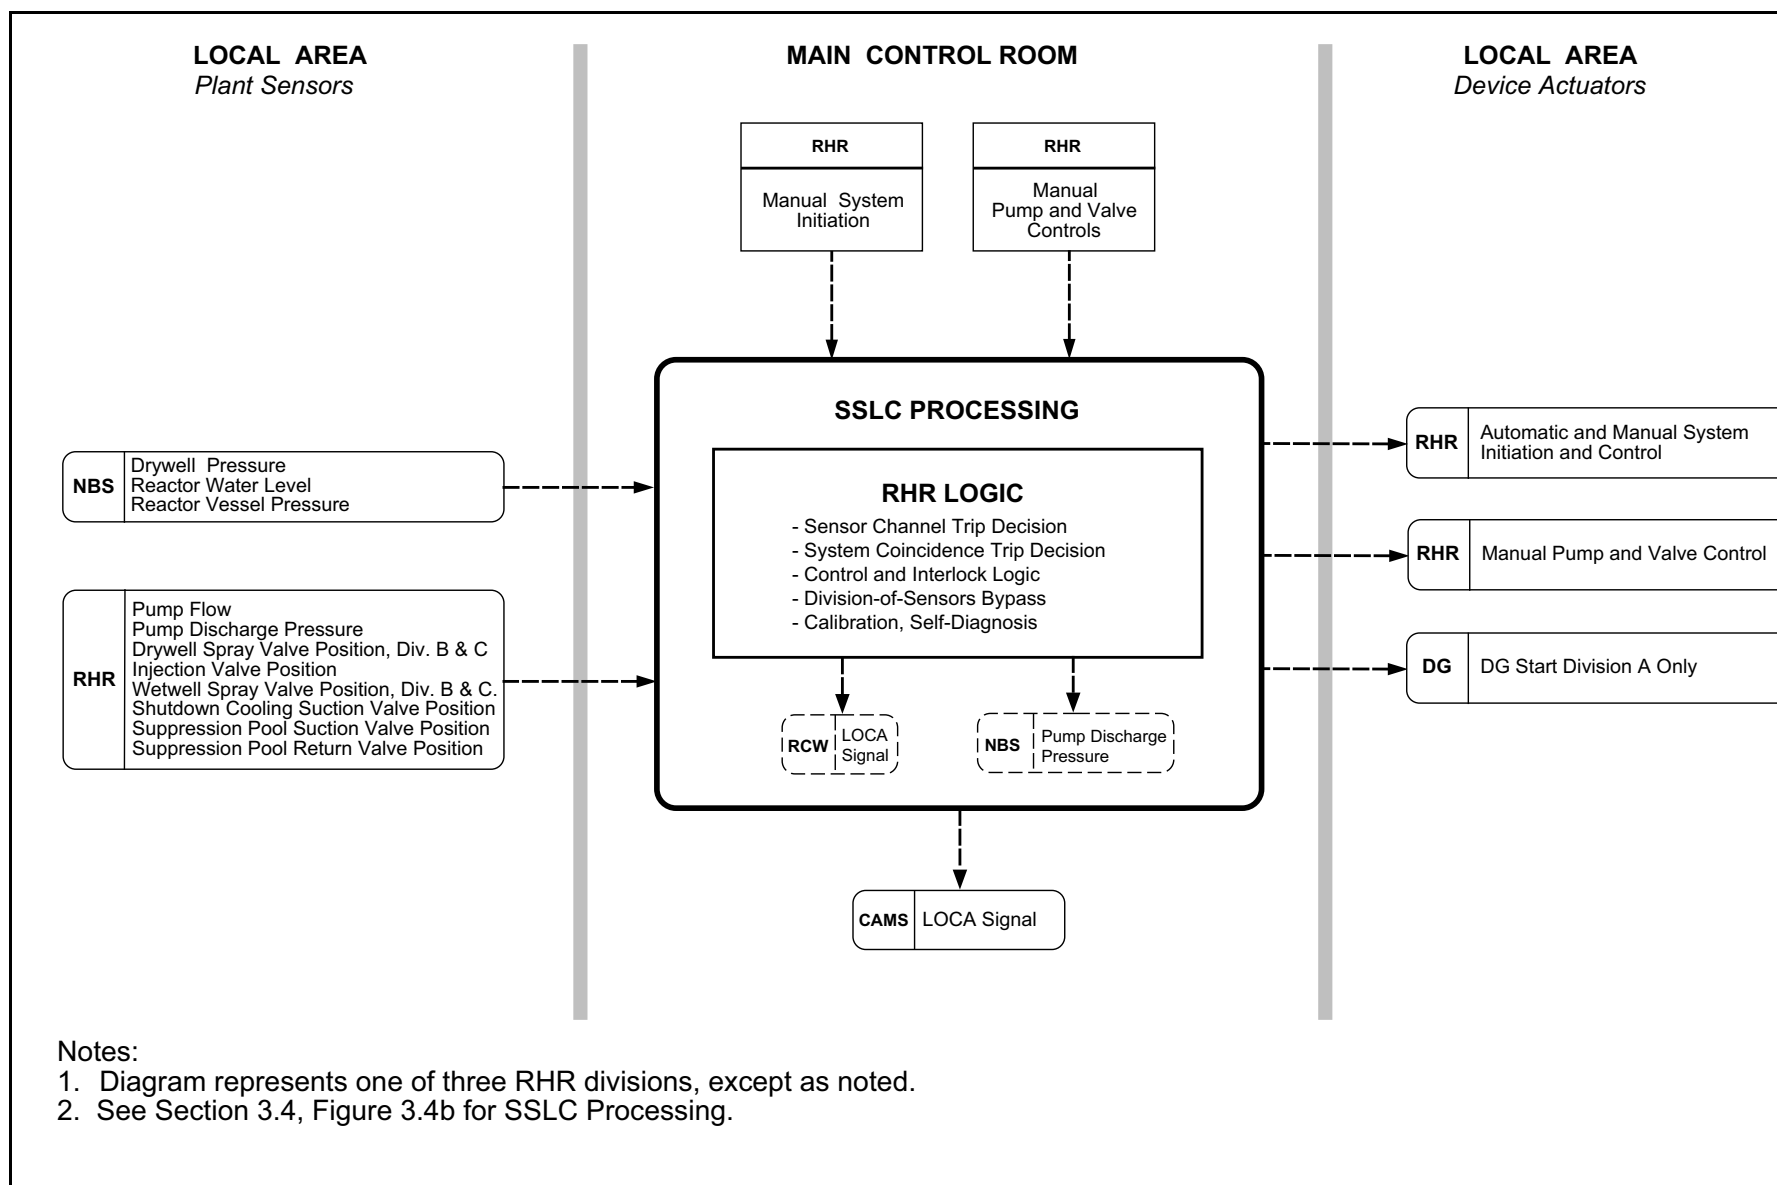 LOCAL AREA
Plant Sensors
MAIN CONTROL ROOM
LOCAL AREA
Device Actuators
RHR
Manual System
Initiation
RHR
Manual
Pump and Valve
Controls
SSLC PROCESSING
RHR LOGIC
- Sensor Channel Trip Decision
- System Coincidence Trip Decision
- Control and Interlock Logic
- Division-of-Sensors Bypass
- Calibration, Self-Diagnosis
NBS
Drywell Pressure
Reactor Water Level
Reactor Vessel Pressure
RHR
Pump Flow
Pump Discharge Pressure
Drywell Spray Valve Position, Div. B & C
Injection Valve Position
Wetwell Spray Valve Position, Div. B & C.
Shutdown Cooling Suction Valve Position
Suppression Pool Suction Valve Position
Suppression Pool Return Valve Position
RCW
LOCA
Signal
NBS
Pump Discharge
Pressure
CAMS
LOCA Signal
RHR
Automatic and Manual System
Initiation and Control
RHR
Manual Pump and Valve Control
DG
DG Start Division A Only
Notes:
1. Diagram represents one of three RHR divisions, except as noted.
2. See Section 3.4, Figure 3.4b for SSLC Processing.